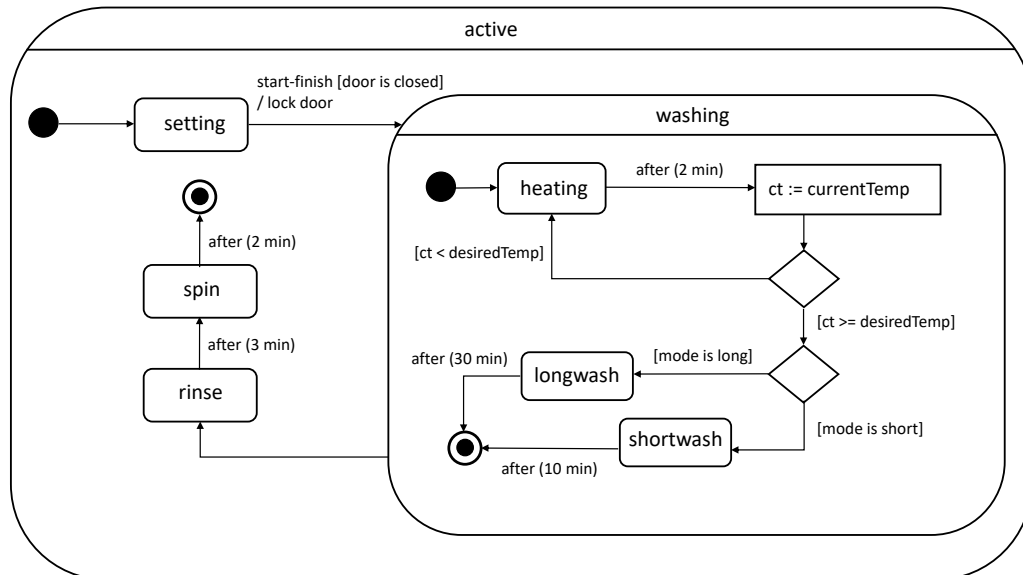 active
start-finish [door is closed]
/ lock door
setting
washing
heating
after (2 min)
ct := currentTemp
[ct < desiredTemp]
after (2 min)
spin
[ct >= desiredTemp]
after (3 min)
after (30 min)
longwash
[mode is long]
rinse
shortwash
[mode is short]
after (10 min)